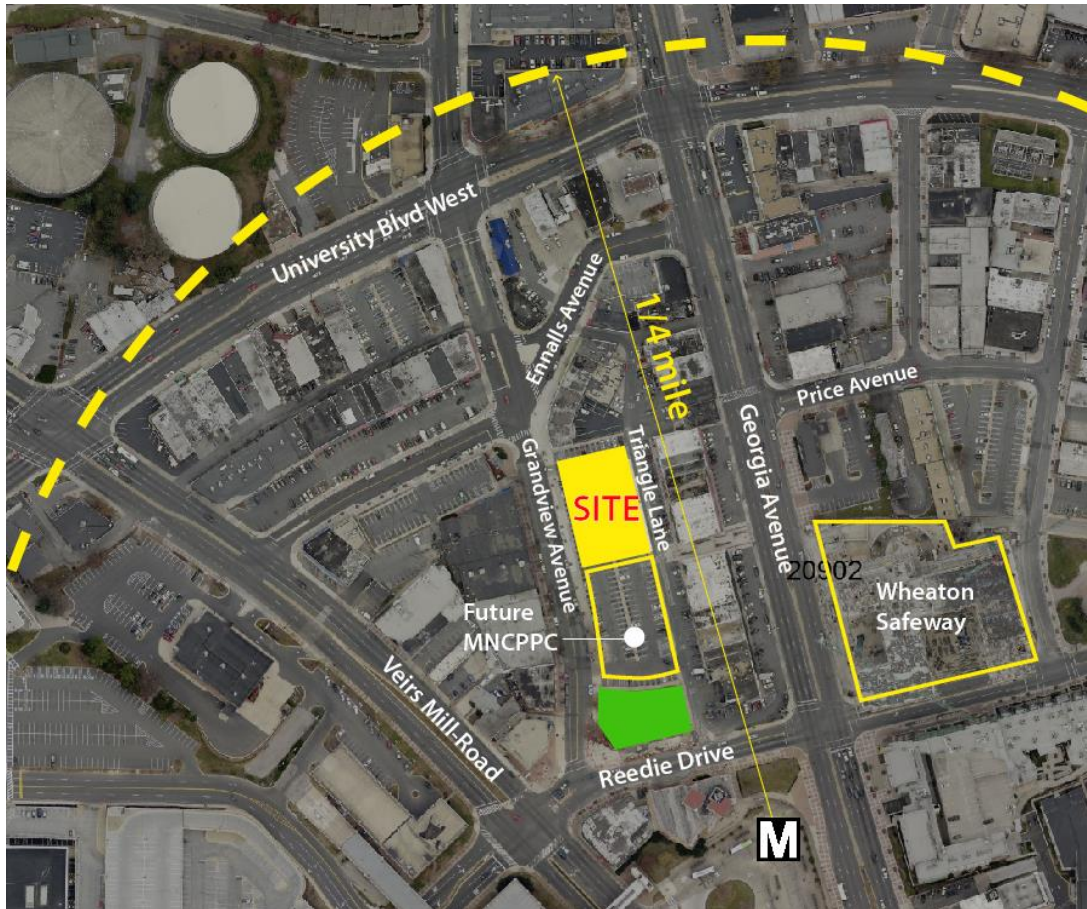 University Blvd West
Ennalls Avenue
1/4 mile
Price Avenue
Grandview Avenue
SITE
Triangle Lane
Georgia Avenue
20902
Wheaton
Safeway
Future
MNCPPC
Veirs Mill-Road
Reedie Drive
M